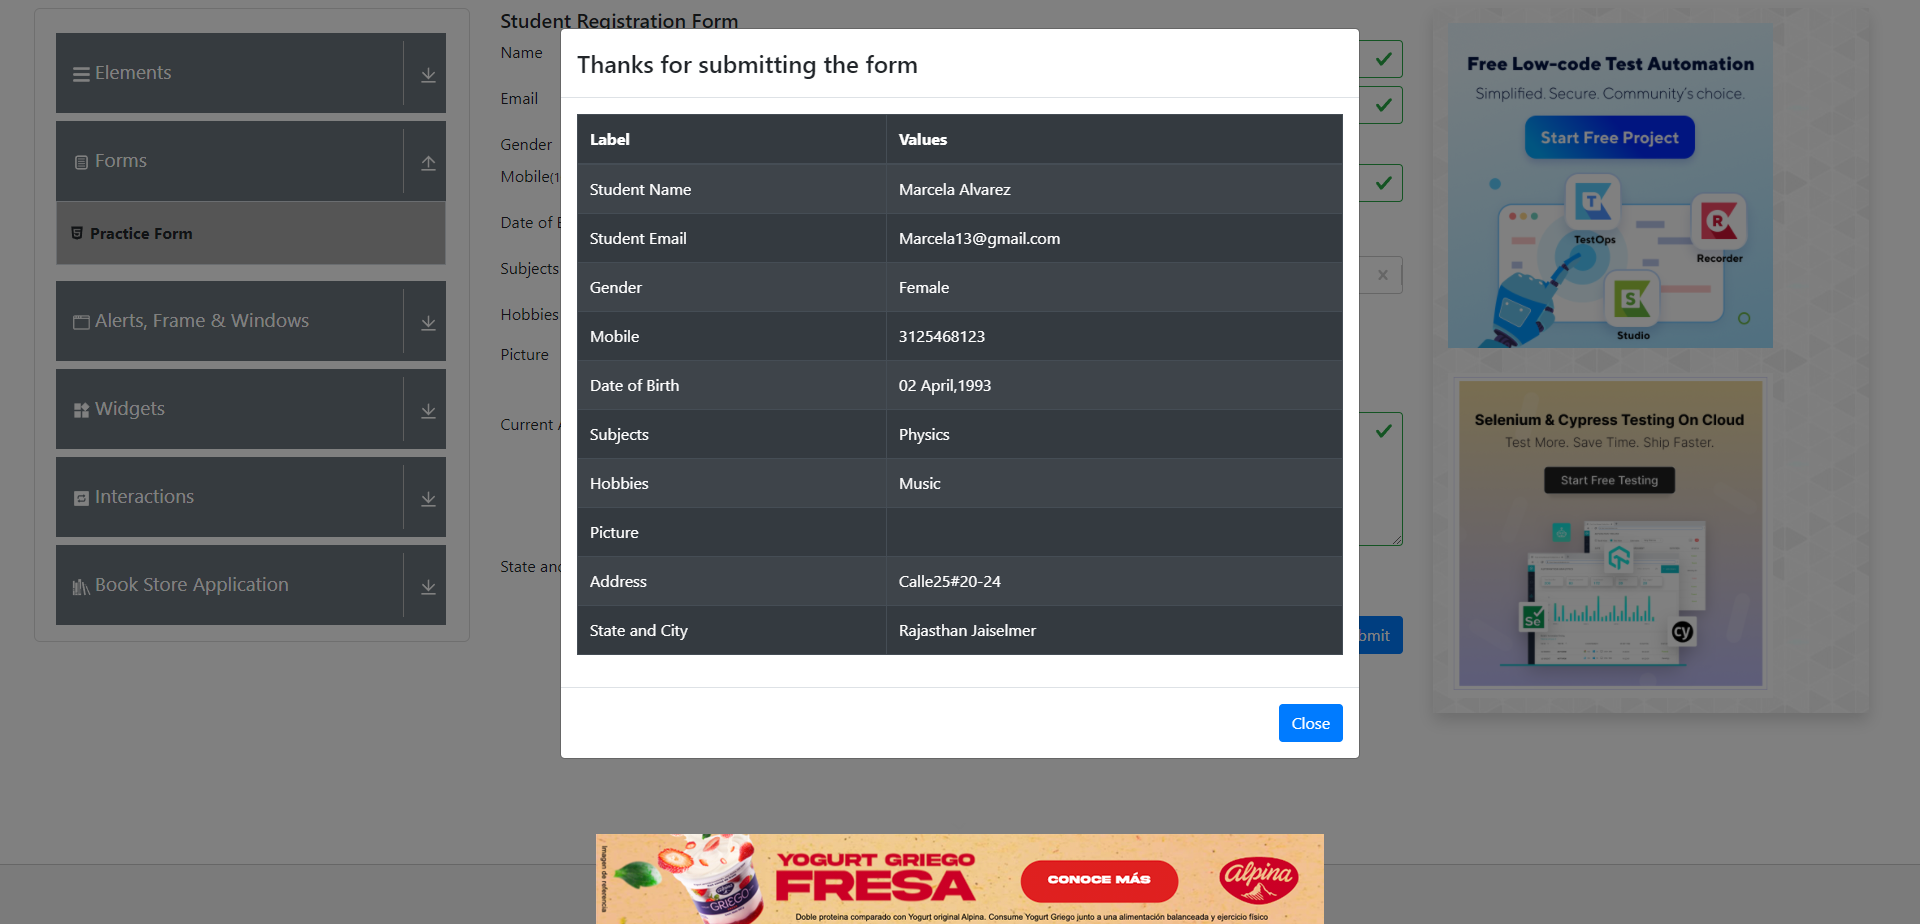 Elements
Forms
Practice Form
Alerts, Frame & Windows
Widgets
Interactions
Book Store Application
Student Registration Form
Name
Email
Gender
Mobile(1
Date of
Subjects
Hobbies
Picture
Current
State and
bmit
Thanks for submitting the form
Label Values
Student Name Marcela Alvarez
Student Email Marcela13@gmail.com
Gender Female
Mobile 3125468123
Date of Birth 02 April,1993
Subjects Physics
Hobbies Music
Picture
Address Calle25#20-24
State and City Rajasthan Jaiselmer
Close
Free Low-code Test Automation
Simplified. Secure. Community's choice.
Start Free Project
T
TestOps
R
Recorder
S
Studio
Selenium & Cypress Testing On Cloud
Test More. Save Time. Ship Faster.
Start Free Testing
Se
cy
Imagen de referencia
GRIEGO
YOGURT GRIEGO
FRESA
CONOCE MÁS
Alpina
Doble proteina comparado con Yogurt original Alpina. Consume Yogurt Griego junto a una alimentación balanceada y ejercicio físico